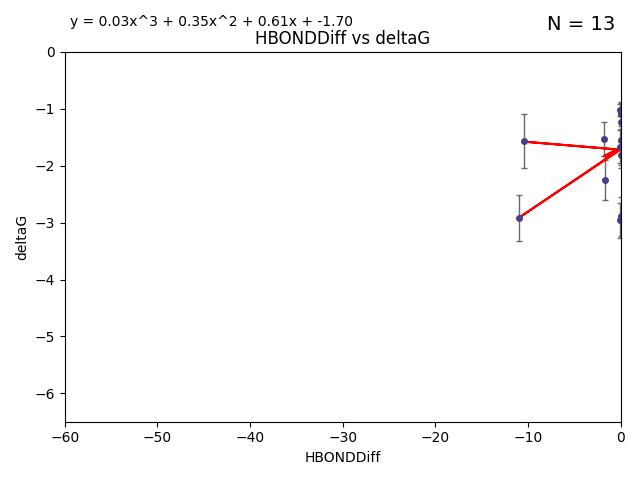 y = 0.03x^3 + 0.35x^2 + 0.61x + -1.70
N = 13
HBONDDiff vs deltaG
0
−1
−2
−3
−4
−5
−6
deltaG
−60
−50
−40
−30
−20
−10
0
HBONDDiff